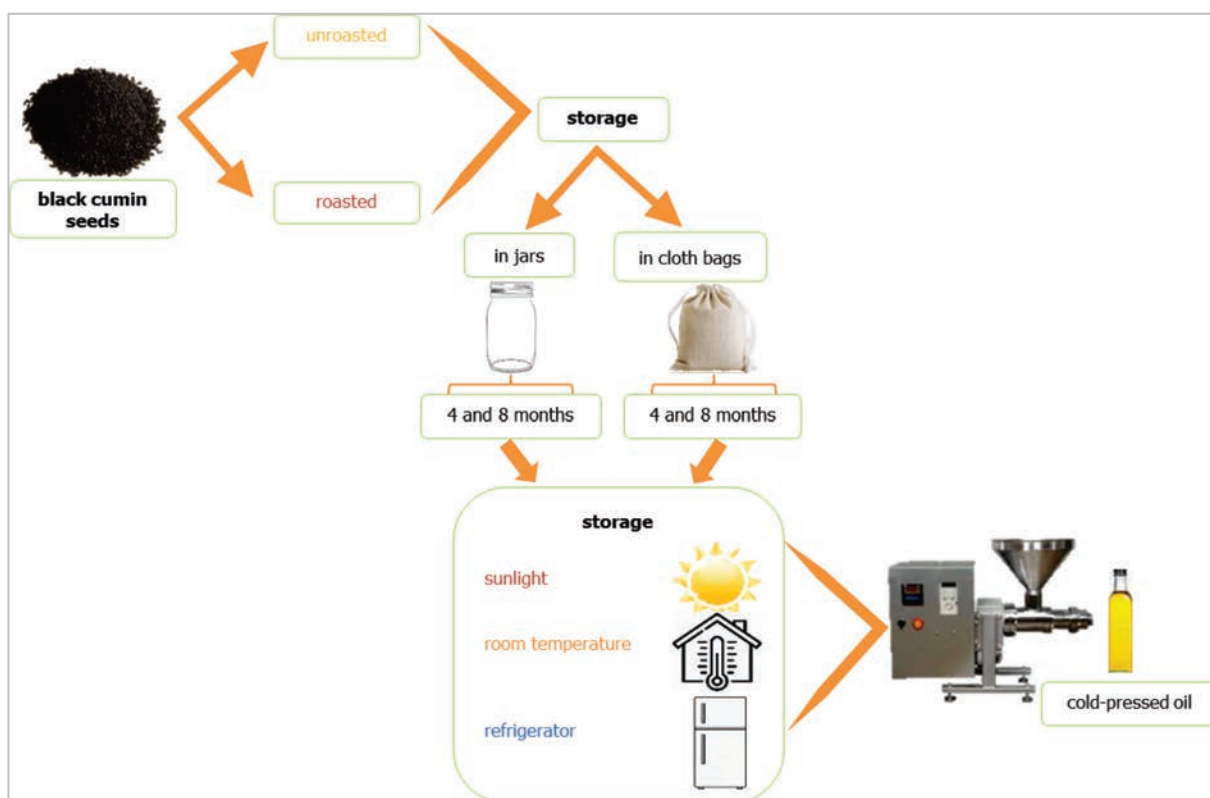 unroasted
storage
black cumin
seeds
roasted
in jars
in cloth bags
4 and 8 months
4 and 8 months
storage
sunlight
room temperature
refrigerator
cold-pressed oil